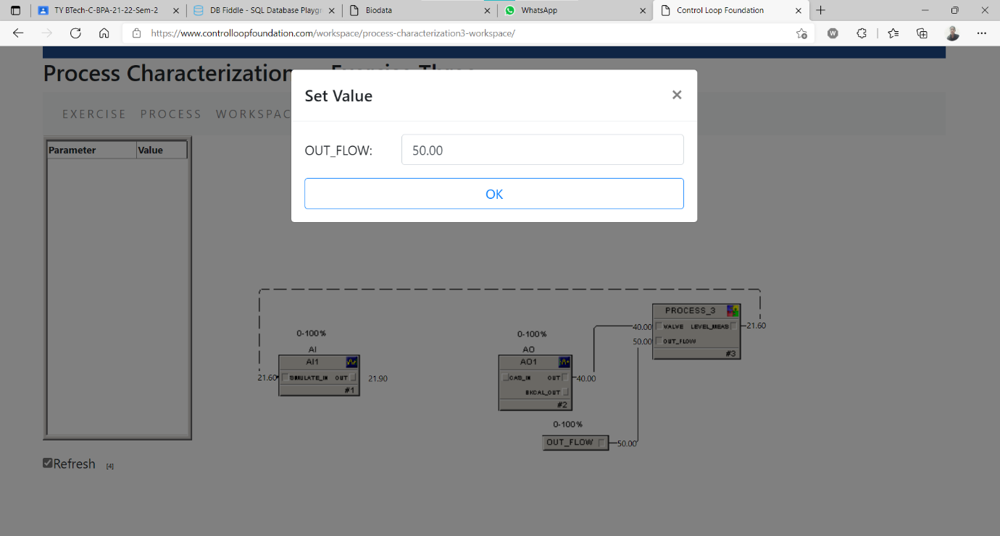 TY BTech-C-BPA-21-22-Sem-2
DB Fiddle - SQL Database Playgr
Biodata
WhatsApp
Control Loop Foundation
https://www.controlloopfoundation.com/workspace/process-characterization3-workspace/
W
Process Characterization
Set Value
EXERCISE PROCESS WORKSPAC
OUT_FLOW: 50.00
OK
Parameter Value
PROCESS_3
40.00 VALVE LEVEL_MEAS 21.60
50.00 OUT_FLOW
#3
0-100%
AI
AI1
21.60 SIMULATE_IN OUT 21.90
#1
0-100%
AO
AO1
CAS_IN OUT 40.00
BKCAL_OUT
#2
0-100%
OUT_FLOW 50.00
Refresh [4]